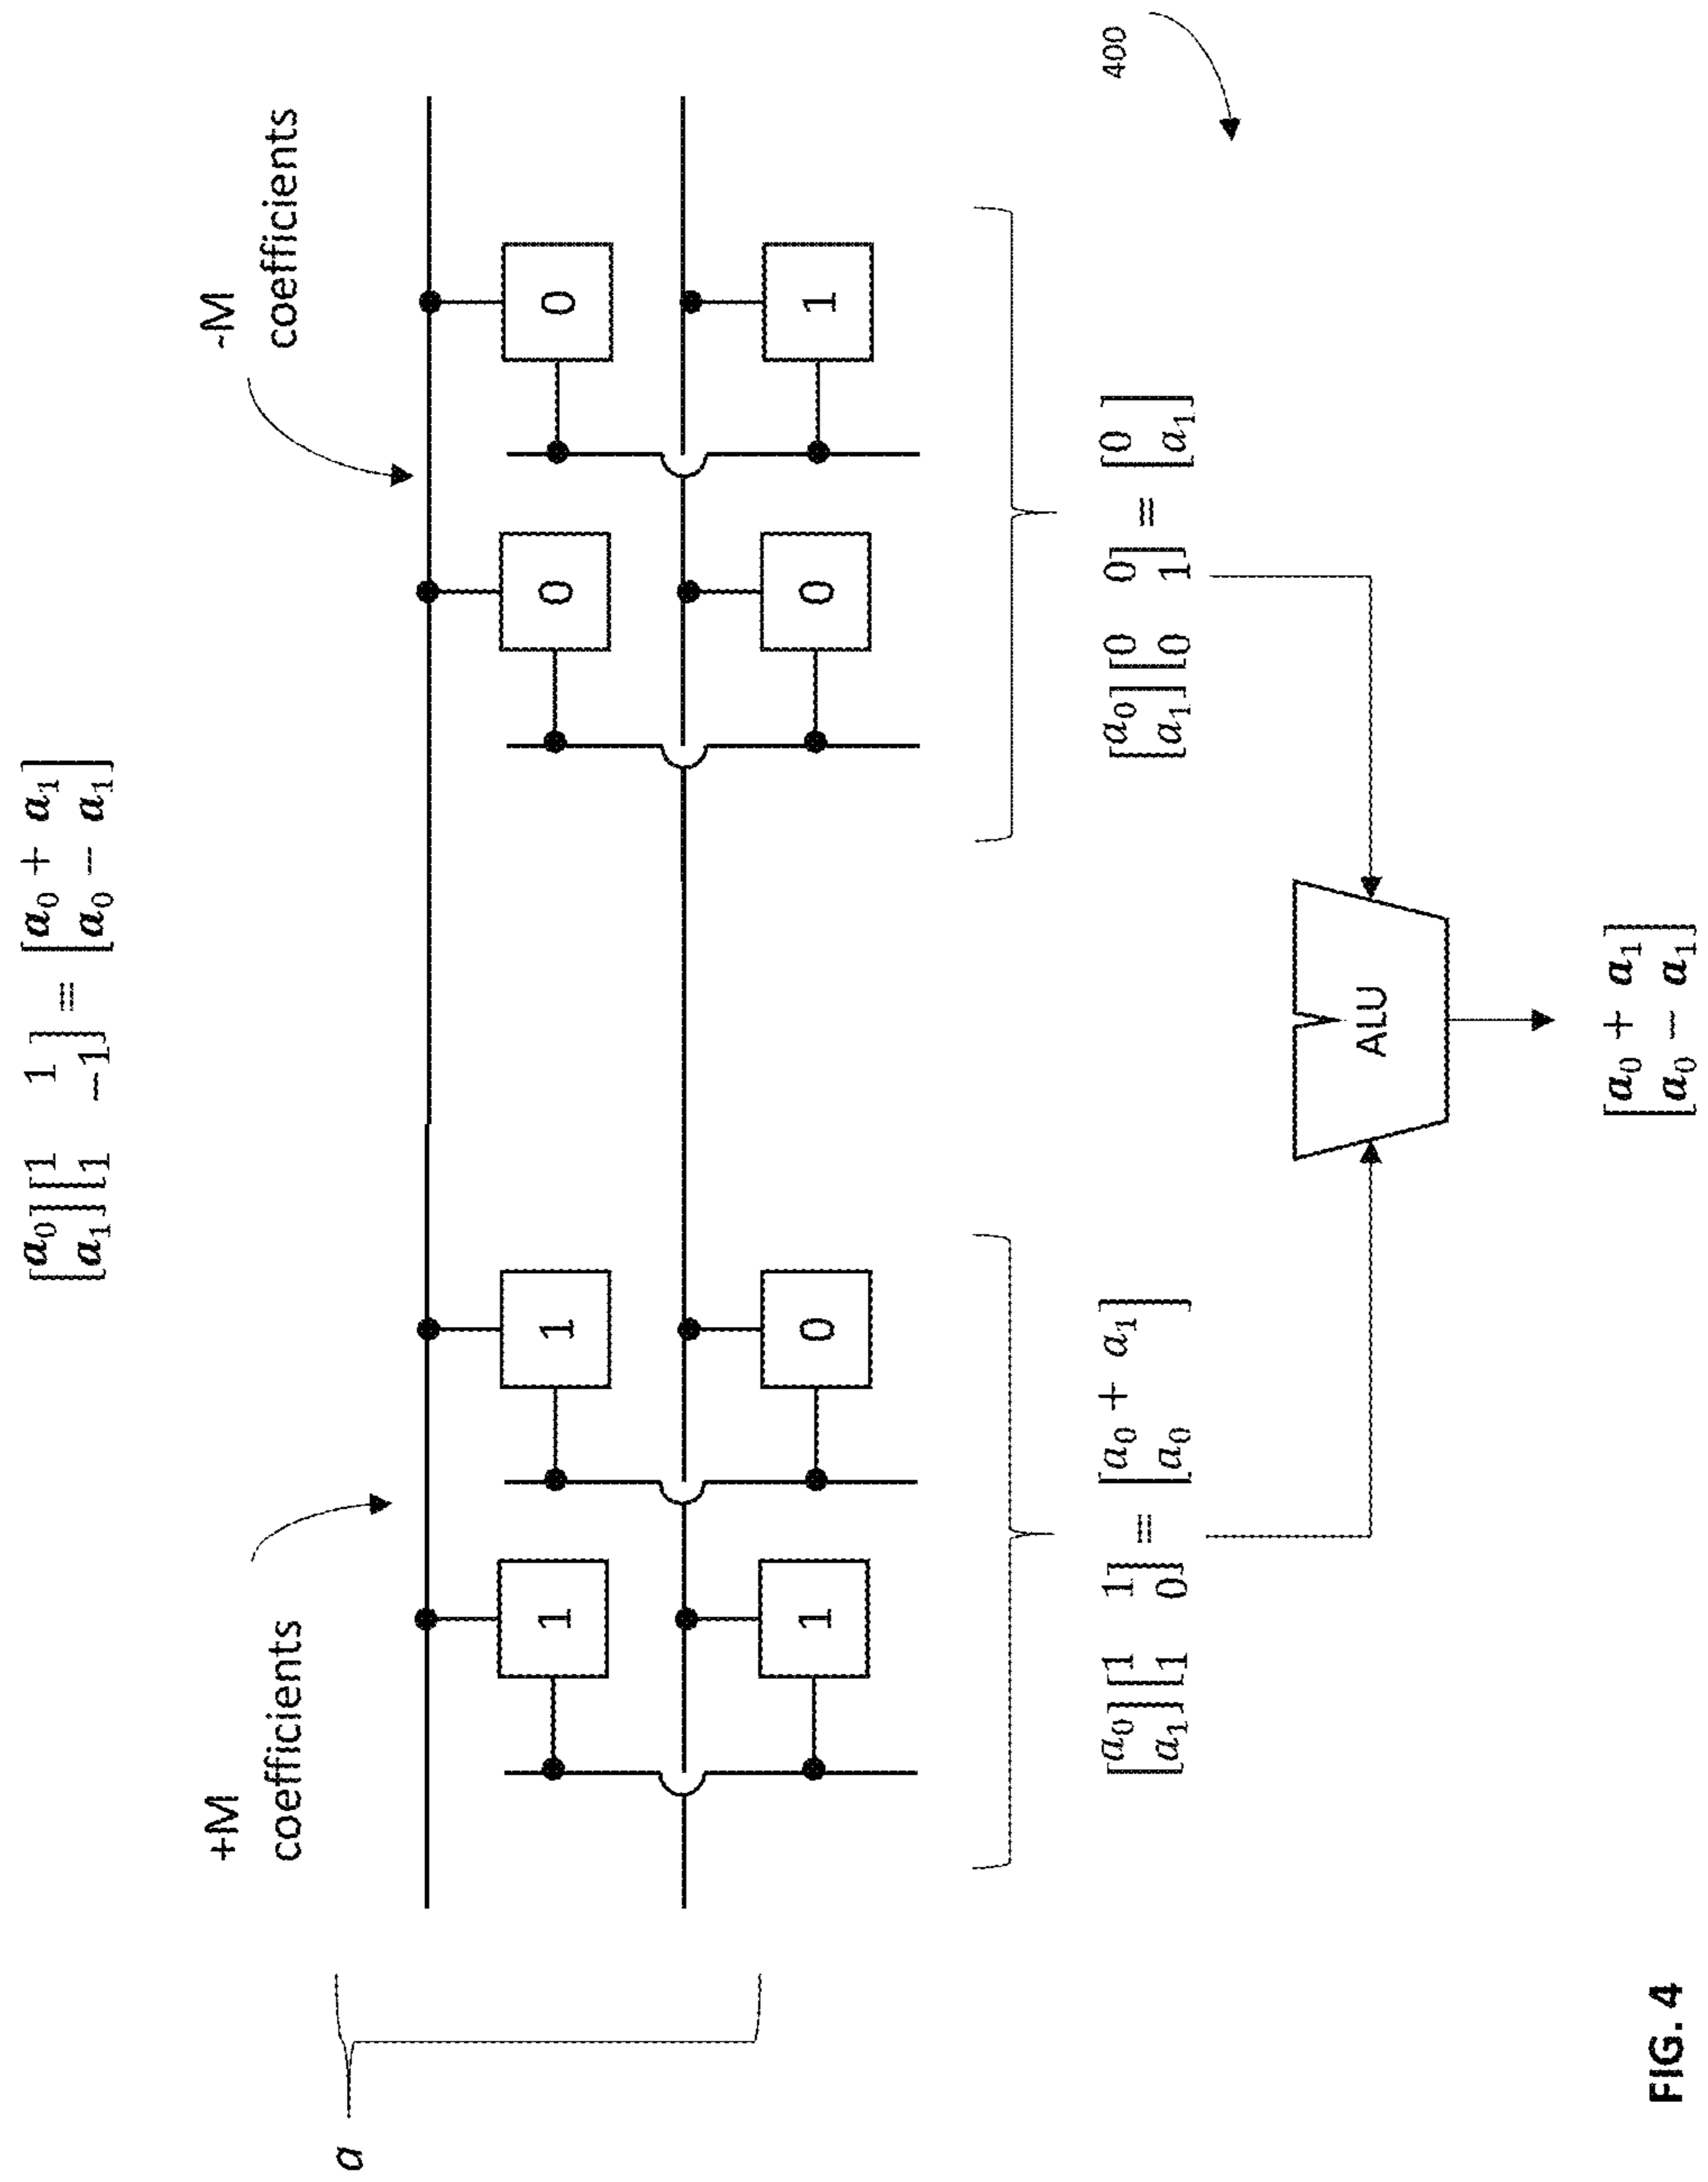 [a₀] [1 1] = [a₀ + a₁]
[a₁] [1 −1] = [a₀ − a₁]
+M
coefficients
-M
coefficients
a
1 1 0 0
1 0 0 1
[a₀] [1 1] = [a₀ + a₁]
[a₁] [1 0] = [a₀]
[a₀] [0 0] = [0]
[a₁] [0 1] = [a₁]
400
ALU
[a₀ + a₁]
[a₀ − a₁]
FIG. 4